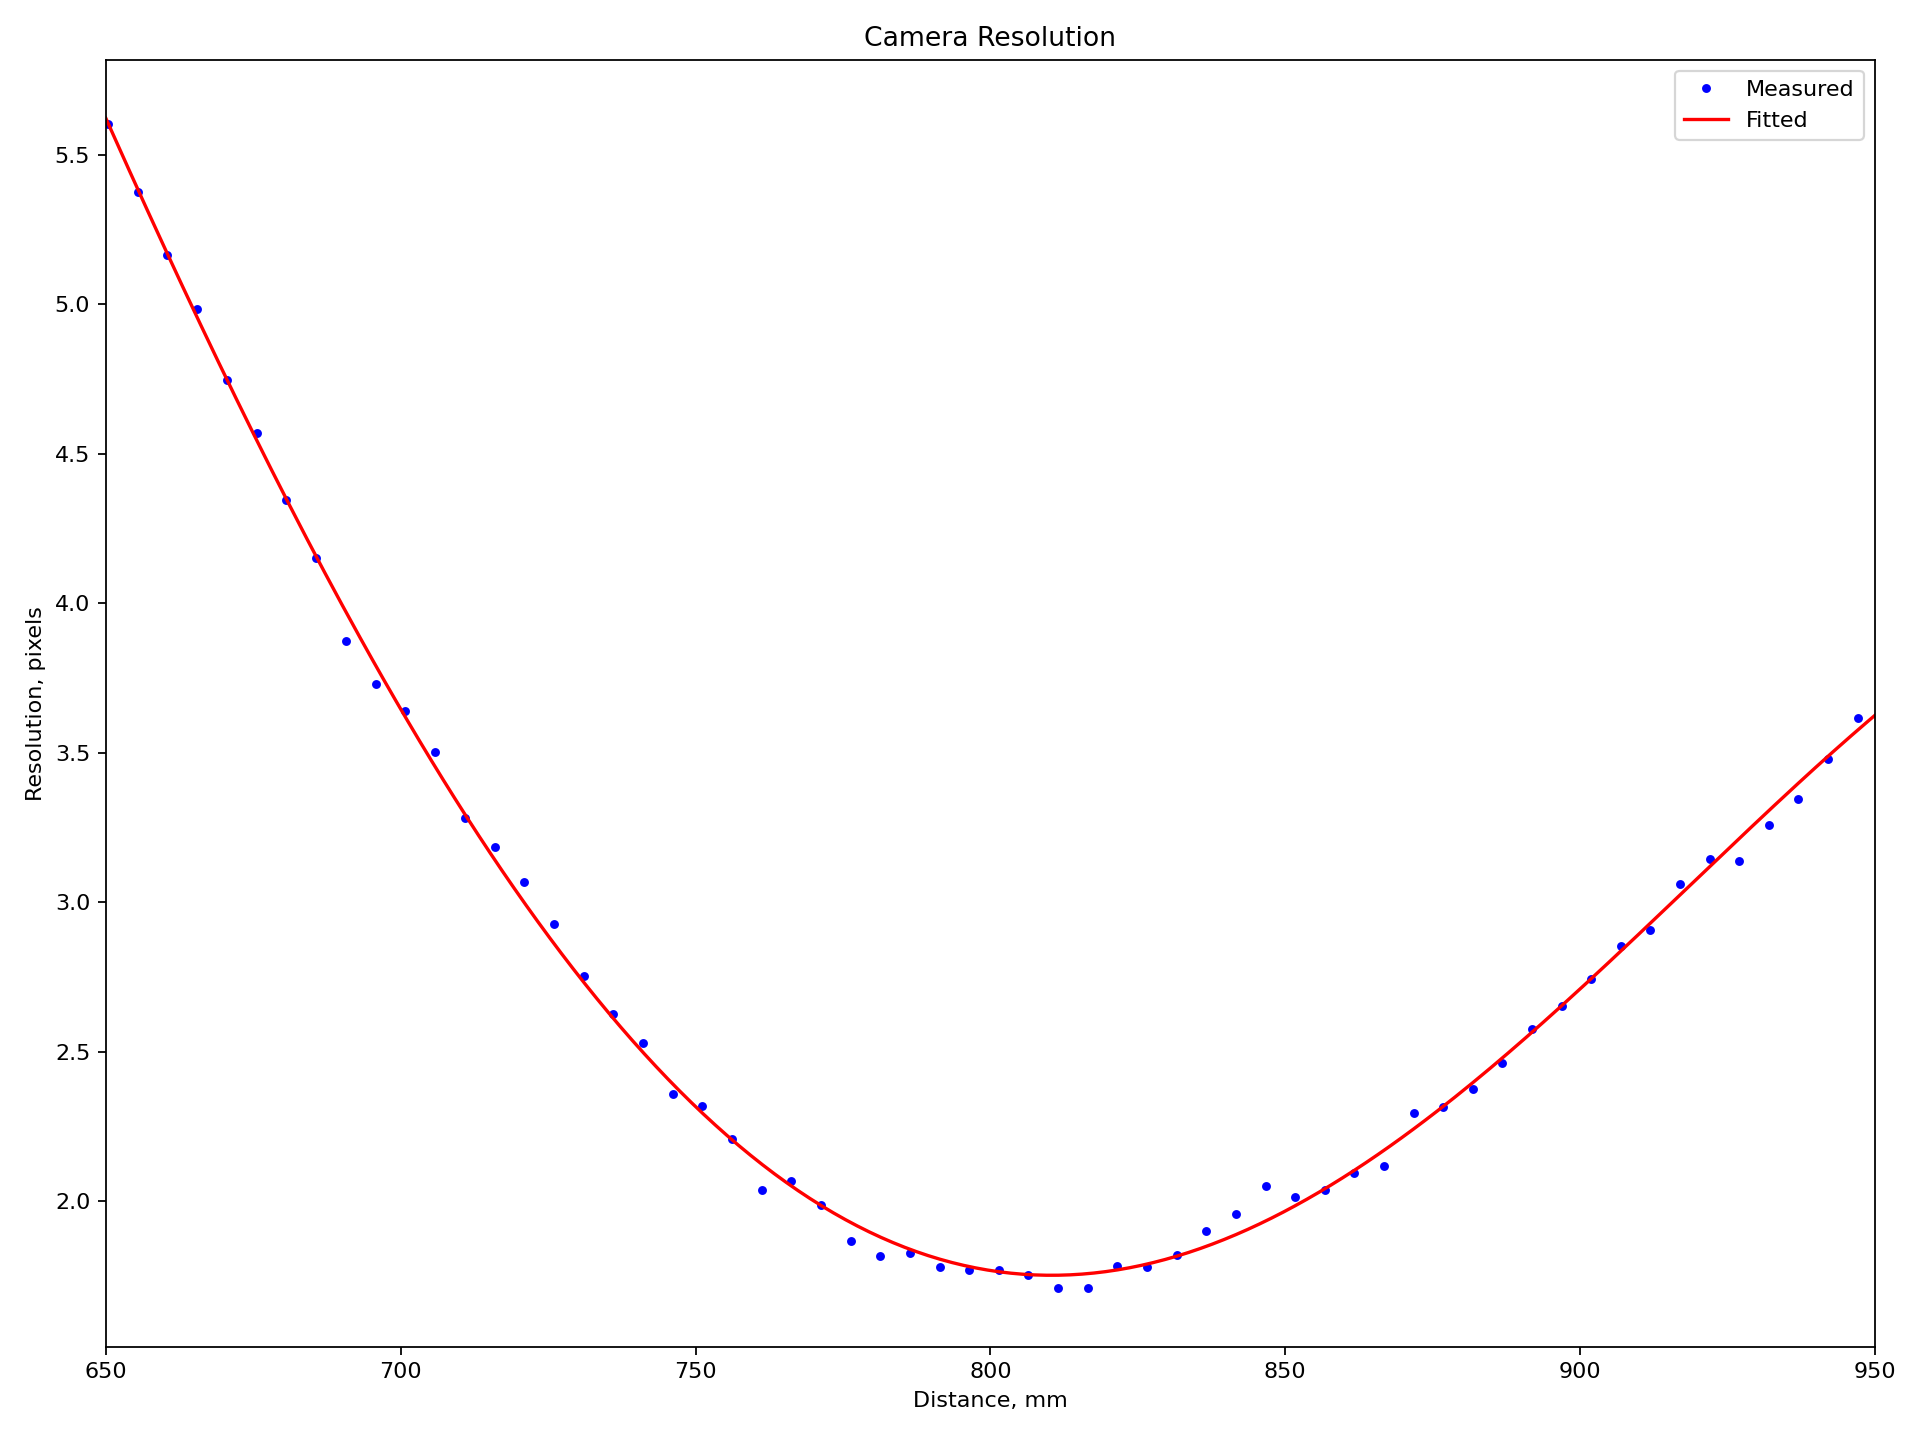 Camera Resolution
Measured
Fitted
5.5
5.0
4.5
4.0
3.5
3.0
2.5
2.0
Resolution, pixels
650 700 750 800 850 900 950
Distance, mm